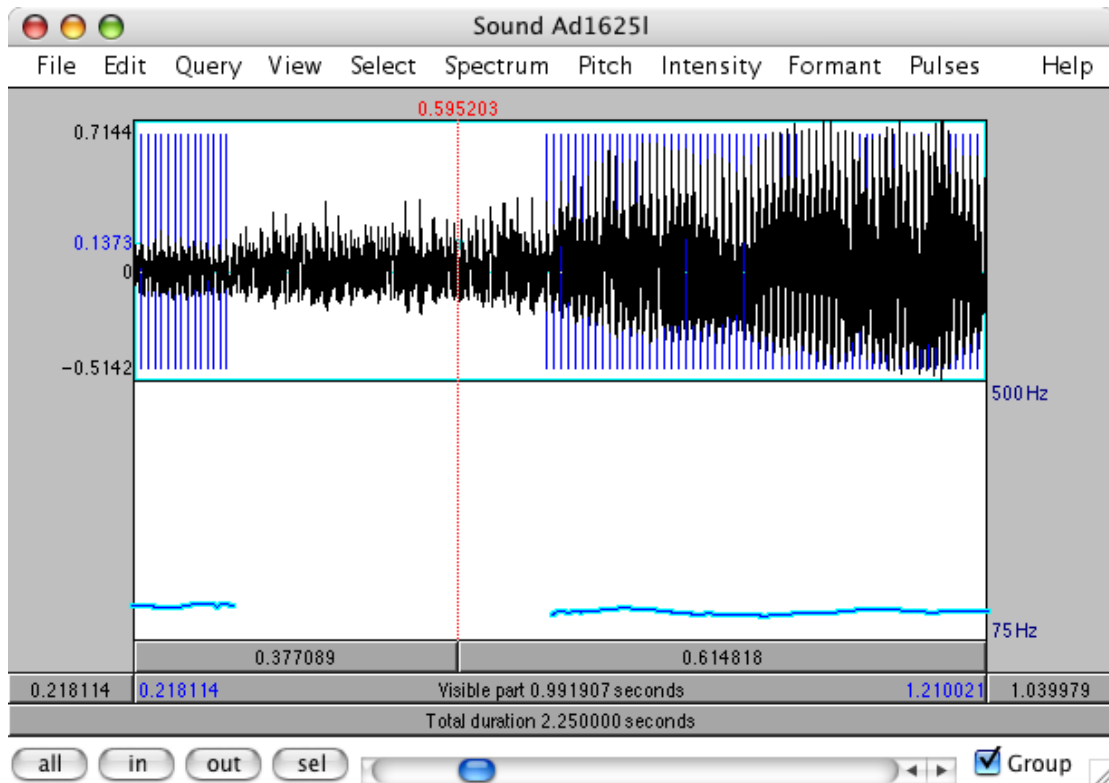 Sound Ad1625l
File Edit Query View Select Spectrum Pitch Intensity Formant Pulses Help
0.595203
0.7144
0.1373
0
-0.5142
500 Hz
75 Hz
0.377089 0.614818
0.218114 0.218114 Visible part 0.991907 seconds 1.210021 1.039979
Total duration 2.250000 seconds
all in out sel Group